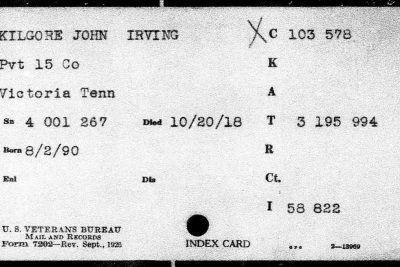 KILGORE JOHN IRVING X C 103 578
Pvt 15 Co K
Victoria Tenn A
Sn 4 001 267 Died 10/20/18 T 3 195 994
Born 8/2/90 R
Enl Dis Ct.
I 58 822
U. S. VETERANS BUREAU
MAIL AND RECORDS
Form 7202—Rev. Sept., 1925
INDEX CARD
2—13969